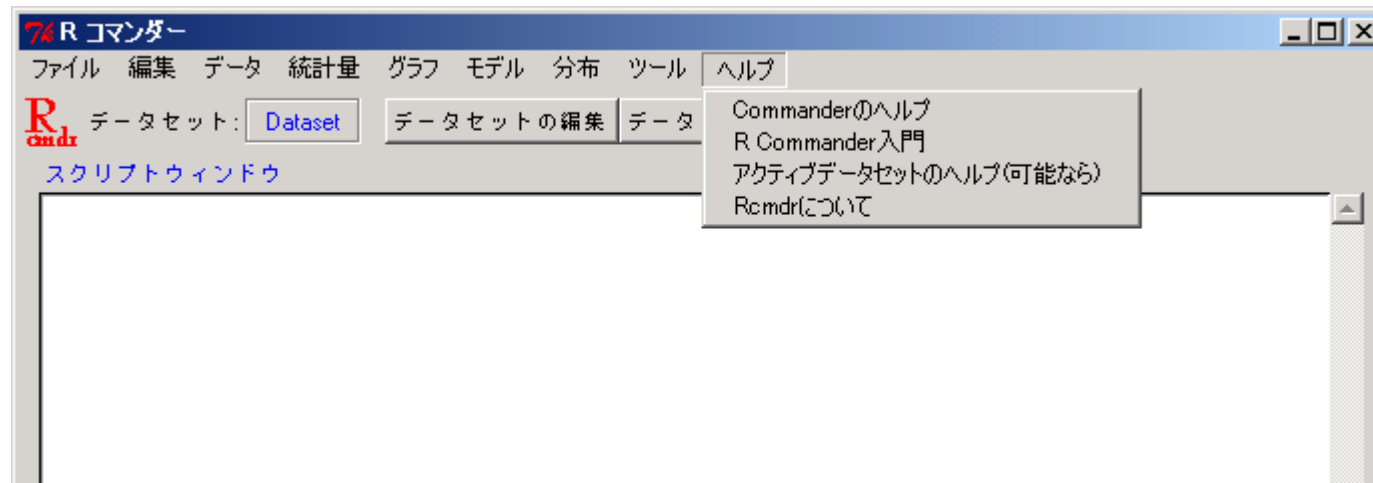 R コマンダー
ファイル 編集 データ 統計量 グラフ モデル 分布 ツール ヘルプ
R cmdr データセット: Dataset データセットの編集 データ
Commanderのヘルプ
R Commander入門
アクティブデータセットのヘルプ(可能なら)
Rcmdrについて
スクリプトウィンドウ